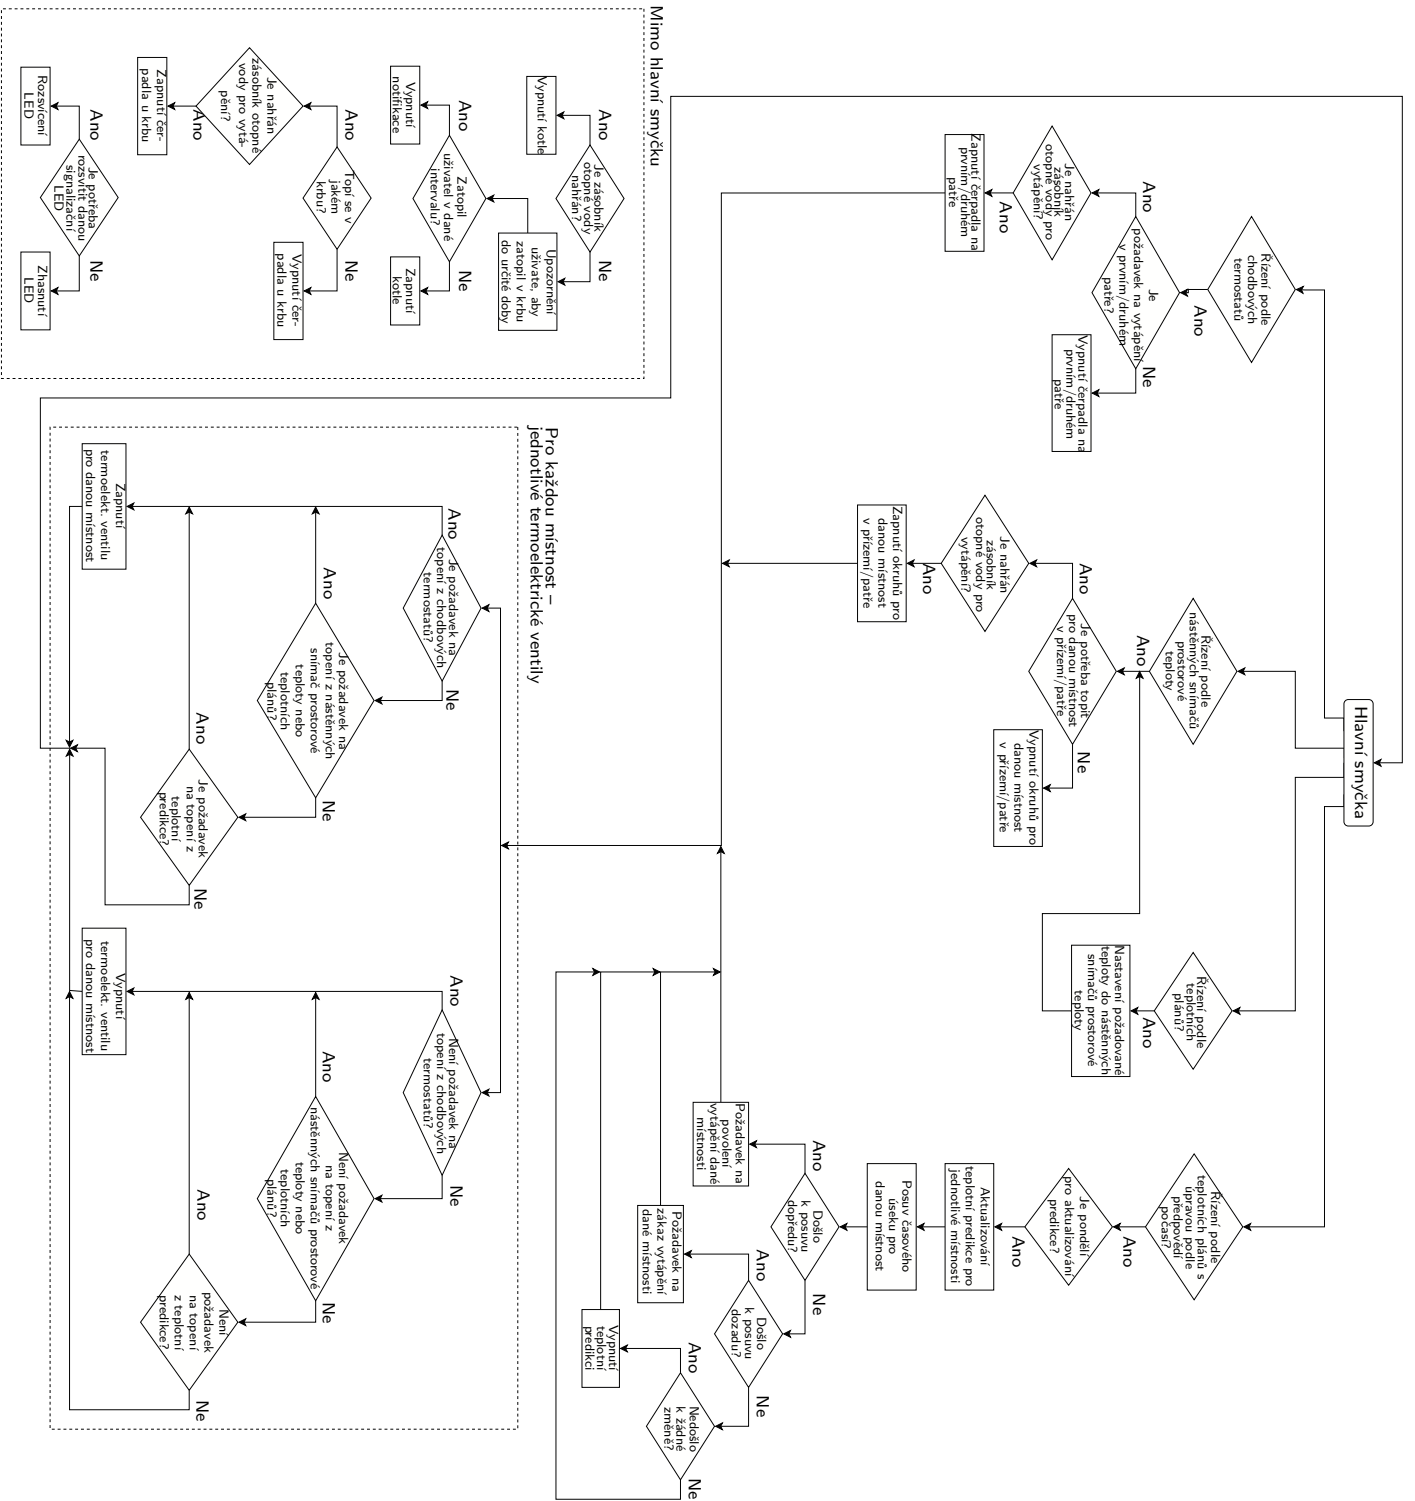 Hlavní smyčka
Řízení podle
chodbových
termostatů
Ano
Je
požadavek na vytápění
v prvním/druhém
patře?
Ano
Ne
Je nahřán
zásobník
otopné vody pro
vytápění?
Ano
Vypnutí čerpadla na
prvním/druhém
patře
Zapnutí čerpadla na
prvním/druhém
patře
Řízení podle
nástěnných snímačů
prostorové
teploty
Ano
Je potřeba topit
pro danou místnost
v přízemí/patře
Ano
Ne
Je nahřán
zásobník
otopné vody pro
vytápění?
Ano
Vypnutí okruhů pro
danou místnost
v přízemí/patře
Zapnutí okruhů pro
danou místnost
v přízemí/patře
Řízení podle
teplotních
plánů?
Ano
Nastavení požadované
teploty do nástěnných
snímačů prostorové
teploty
Řízení podle
teplotních plánů s
úpravou podle
předpovědi
počasí?
Ano
Je pondělí
pro aktualizování
predikce?
Ano
Aktualizování
teplotní predikce pro
jednotlivé místnosti
Posuv časového
úseku pro
danou místnost
Došlo
k posuvu
dopředu?
Ano
Ne
Požadavek na
povolení
vytápění dané
místnosti
Došlo
k posuvu
dozadu?
Ano
Ne
Požadavek na
zákaz vytápění
dané místnosti
Nedošlo
k žádné
změně?
Ano
Ne
Vypnutí
teplotní
predikci
Mimo hlavní smyčku
Je zásobník
otopné vody
nahřán?
Ano
Ne
Vypnutí kotle
Upozornění
uživate, aby
zatopil v krbu
do určité doby
Zatopil
uživatel v dané
intervalu?
Ano
Ne
Vypnutí
notifikace
Zapnutí
kotle
Topí se v
jakém
krbu?
Ano
Ne
Je nahřán
zásobník otopné
vody pro vytá-
pění?
Ano
Vypnutí čer-
padla u krbu
Zapnutí čer-
padla u krbu
Je potřeba
rozsvítit danou
signalizační
LED
Ano
Ne
Rozsvícení
LED
Zhasnutí
LED
Pro každou místnost –
jednotlivé termoelektrické ventily
Je požadavek na
topení z chodbových
termostatů?
Ano
Ne
Je požadavek na
topení z nástěnných
snímač prostorové
teploty nebo
teplotních
plánů?
Ano
Ne
Je požadavek
na topení z
teplotní
predikce?
Ano
Ne
Zapnutí
termoelekt. ventilu
pro danou místnost
Není požadavek na
topení z chodbových
termostatů?
Ano
Ne
Není požadavek
na topení z
nástěnných snímačů prostorové
teploty nebo
teplotních
plánů?
Ano
Ne
Není
požadavek
na topení
z teplotní
predikce?
Ano
Ne
Vypnutí
termoelekt. ventilu
pro danou místnost